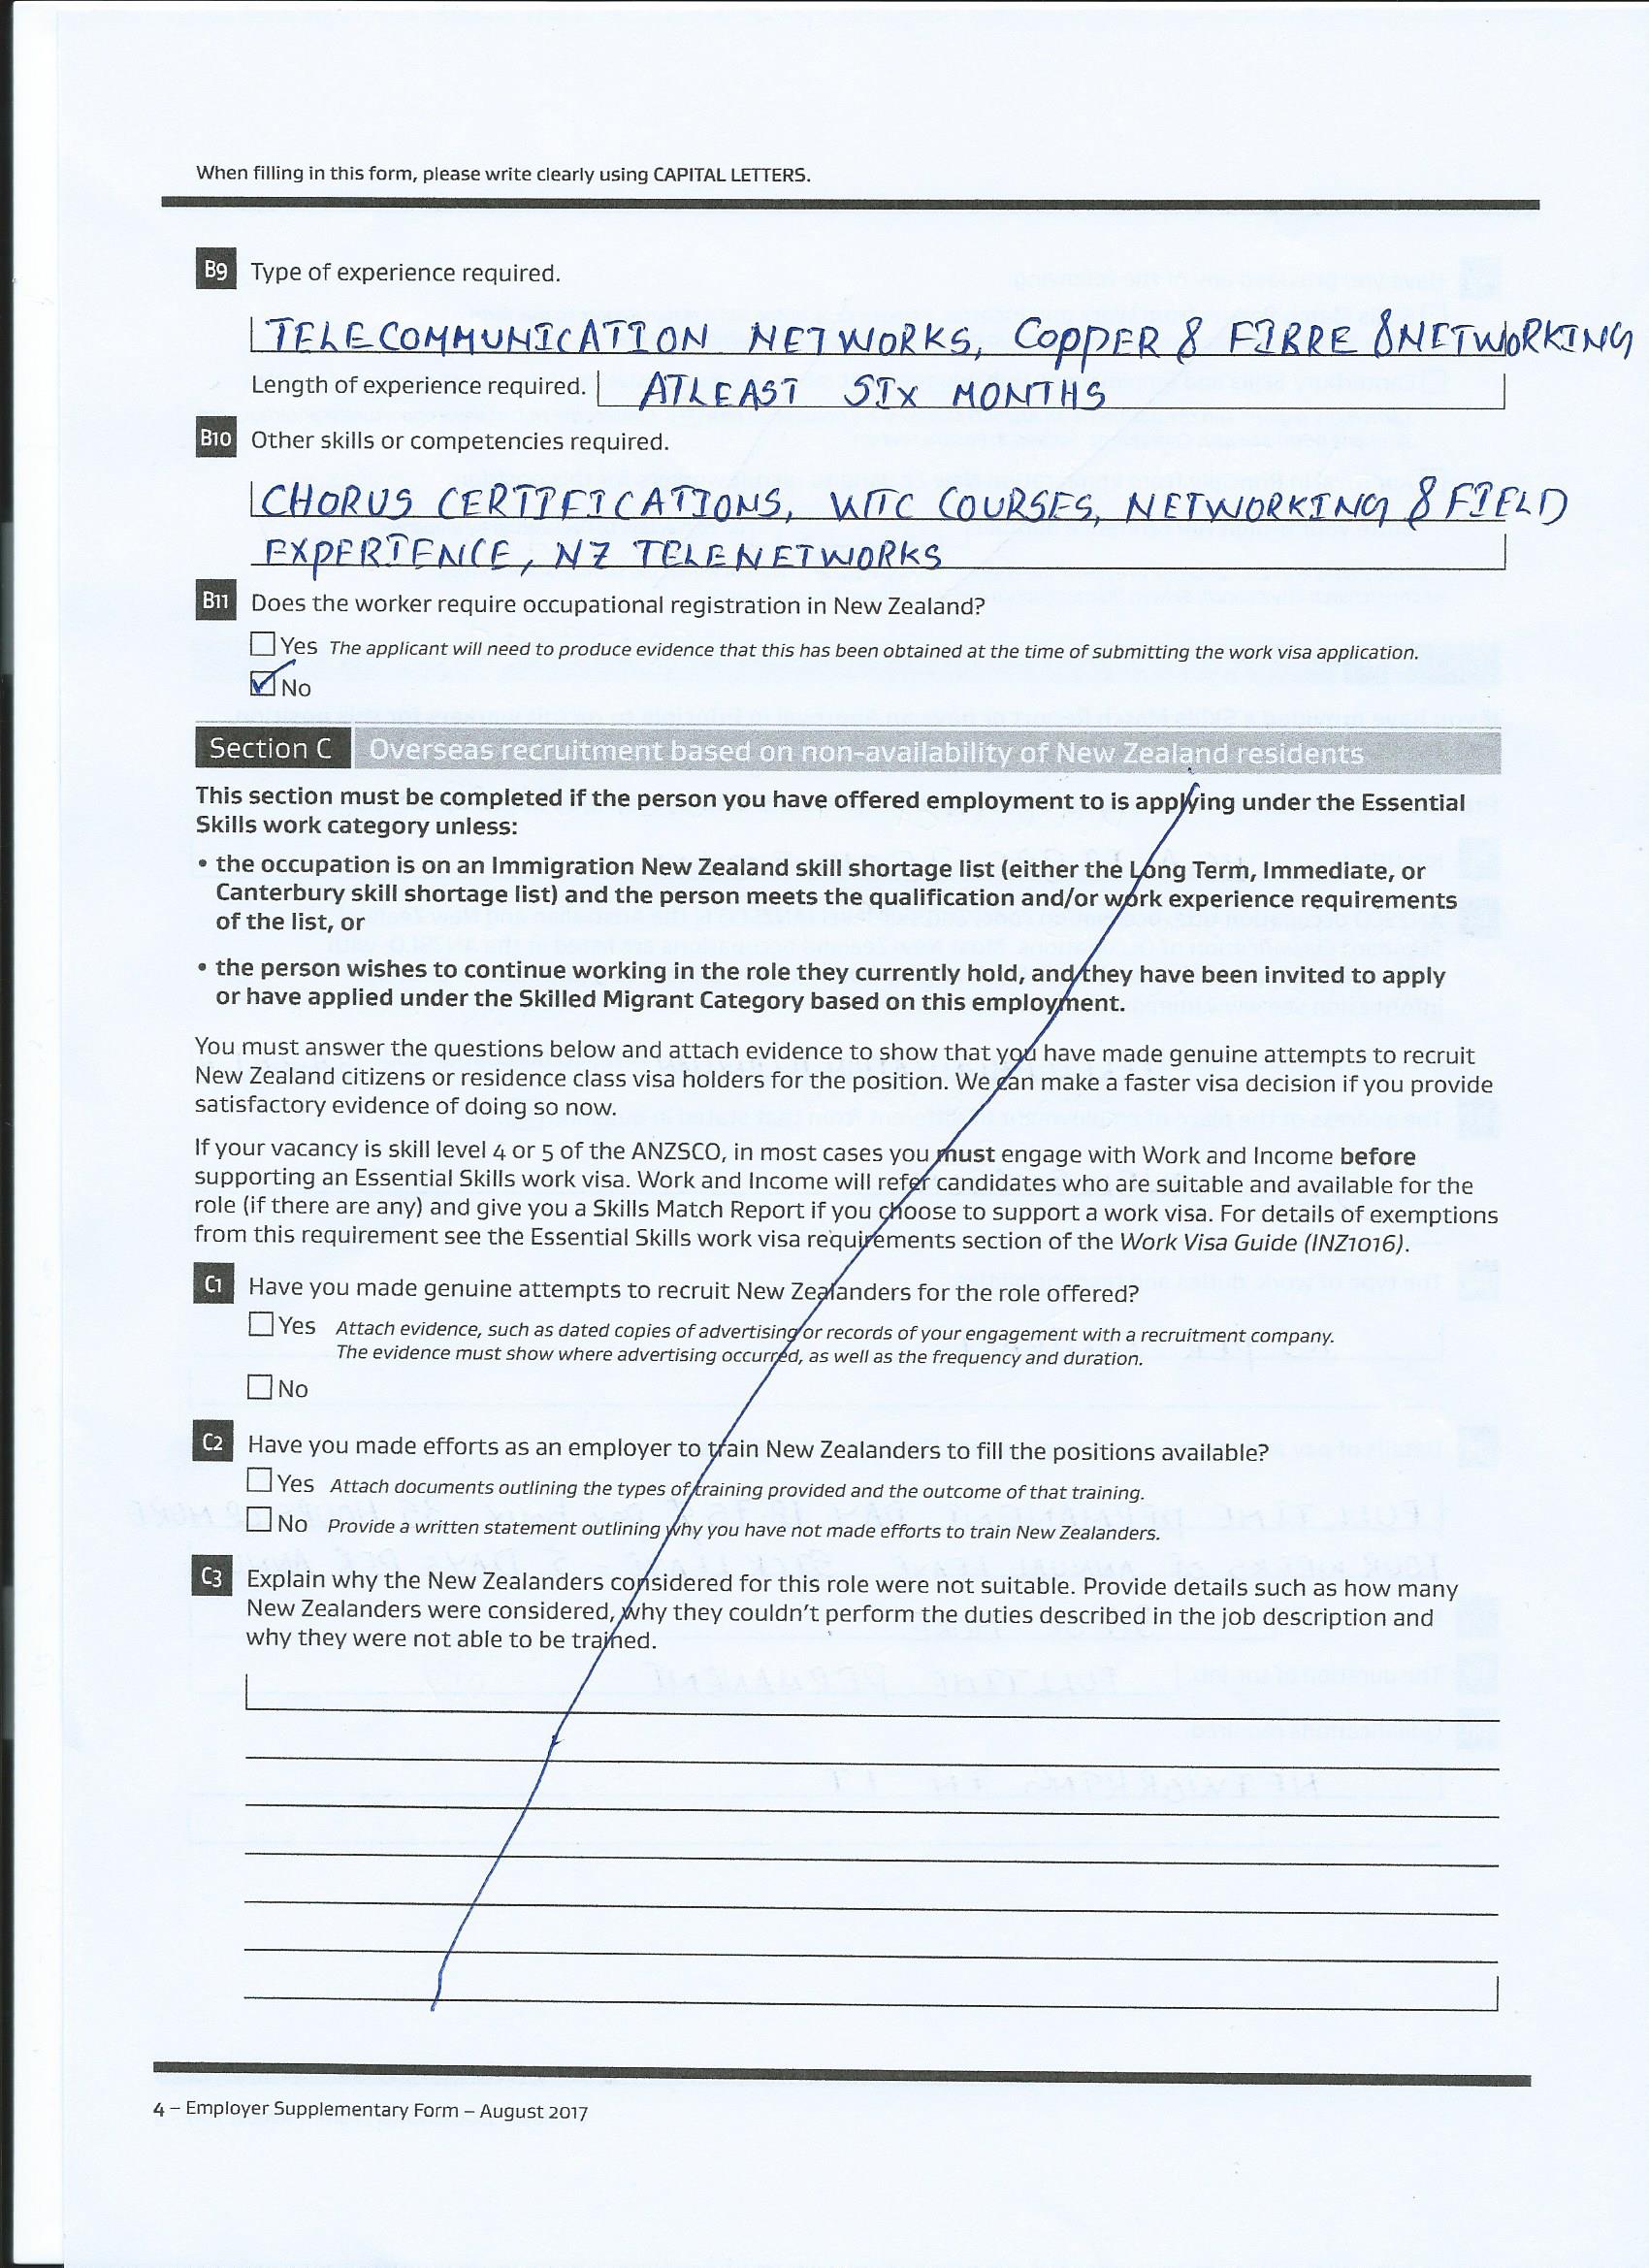 When filling in this form, please write clearly using CAPITAL LETTERS.
B9 Type of experience required.
TELECOMMUNICATION NETWORKS, COPPER & FIBRE & NETWORKING
Length of experience required. ATLEAST SIX MONTHS
B10 Other skills or competencies required.
CHORUS CERTIFICATIONS, COURSES, NETWORKING & FIELD
EXPERIENCE, NZ TELENETWORKS
B11 Does the worker require occupational registration in New Zealand?
Yes The applicant will need to produce evidence that this has been obtained at the time of submitting the work visa application.
No
Section C Overseas recruitment based on non-availability of New Zealand residents
This section must be completed if the person you have offered employment to is applying under the Essential
Skills work category unless:
• the occupation is on an Immigration New Zealand skill shortage list (either the Long Term, Immediate, or
Canterbury skill shortage list) and the person meets the qualification and/or work experience requirements
of the list, or
• the person wishes to continue working in the role they currently hold, and they have been invited to apply
or have applied under the Skilled Migrant Category based on this employment.
You must answer the questions below and attach evidence to show that you have made genuine attempts to recruit
New Zealand citizens or residence class visa holders for the position. We can make a faster visa decision if you provide
satisfactory evidence of doing so now.
If your vacancy is skill level 4 or 5 of the ANZSCO, in most cases you must engage with Work and Income before
supporting an Essential Skills work visa. Work and Income will refer candidates who are suitable and available for the
role (if there are any) and give you a Skills Match Report if you choose to support a work visa. For details of exemptions
from this requirement see the Essential Skills work visa requirements section of the Work Visa Guide (INZ1016).
C1 Have you made genuine attempts to recruit New Zealanders for the role offered?
Yes Attach evidence, such as dated copies of advertising or records of your engagement with a recruitment company.
The evidence must show where advertising occurred, as well as the frequency and duration.
No
C2 Have you made efforts as an employer to train New Zealanders to fill the positions available?
Yes Attach documents outlining the types of training provided and the outcome of that training.
No Provide a written statement outlining why you have not made efforts to train New Zealanders.
C3 Explain why the New Zealanders considered for this role were not suitable. Provide details such as how many
New Zealanders were considered, why they couldn't perform the duties described in the job description and
why they were not able to be trained.
4 – Employer Supplementary Form – August 2017